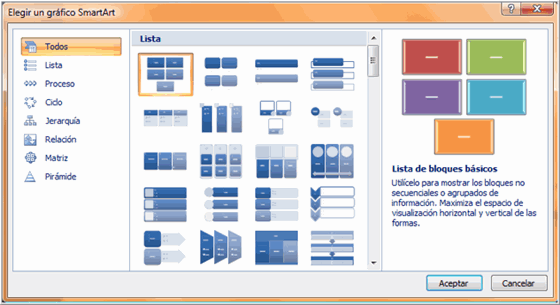 Elegir un gráfico SmartArt
Todos
Lista
Proceso
Ciclo
Jerarquía
Relación
Matriz
Pirámide
Lista
Lista de bloques básicos
Utilícelo para mostrar los bloques no
secuenciales o agrupados de
información. Maximiza el espacio de
visualización horizontal y vertical de las
formas.
Aceptar
Cancelar